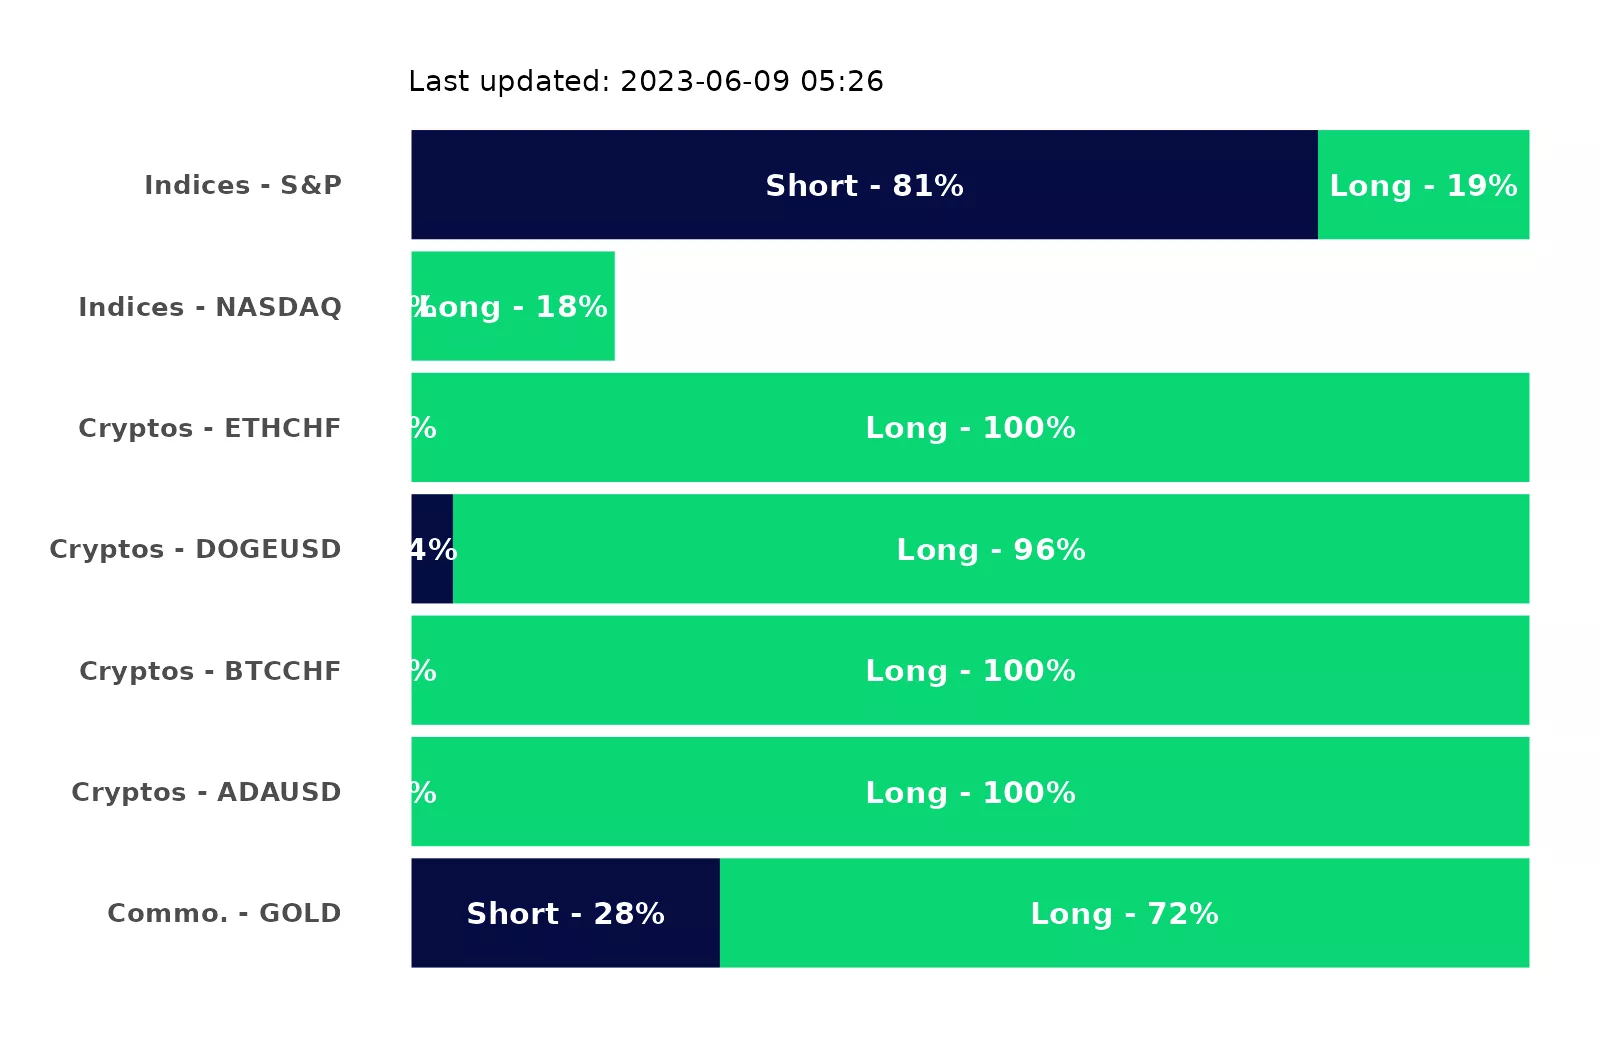 Last updated: 2023-06-09 05:26
Indices - S&P Short - 81% Long - 19%
Indices - NASDAQ % Long - 18%
Cryptos - ETHCHF % Long - 100%
Cryptos - DOGEUSD 4% Long - 96%
Cryptos - BTCCHF % Long - 100%
Cryptos - ADAUSD % Long - 100%
Commo. - GOLD Short - 28% Long - 72%